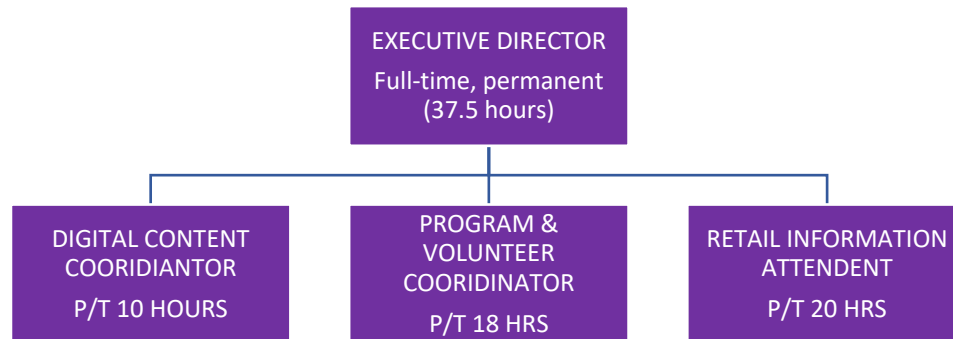 EXECUTIVE DIRECTOR
Full-time, permanent
(37.5 hours)
DIGITAL CONTENT
COORIDIANTOR
P/T 10 HOURS
PROGRAM &
VOLUNTEER
COORIDINATOR
P/T 18 HRS
RETAIL INFORMATION
ATTENDENT
P/T 20 HRS